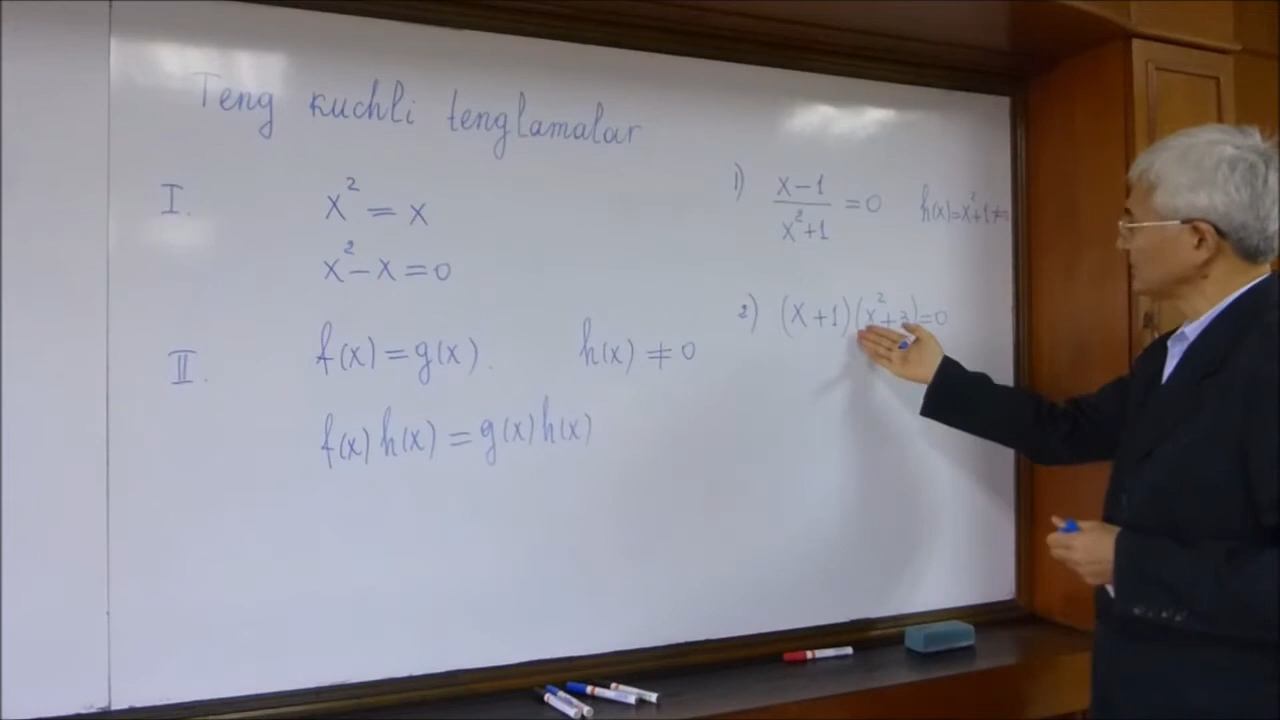 Teng kuchli tenglamalar
I. x² = x
x² - x = 0
II. f(x) = g(x). h(x) ≠ 0
f(x) h(x) = g(x) h(x)
1) (x-1)/(x²+1) = 0 h(x) = x²+1 ≠
2) (x+1)(x²+3) = 0